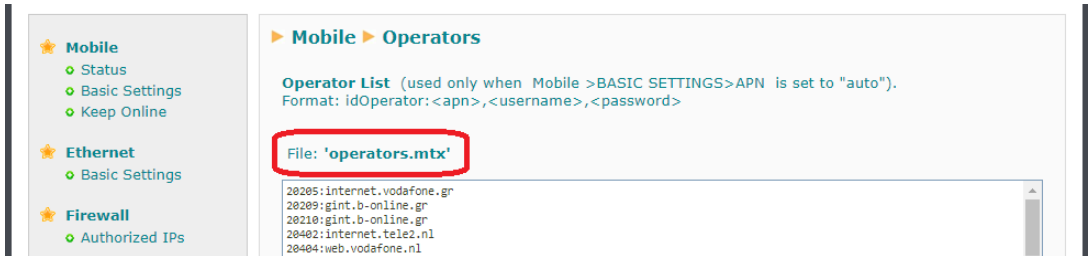 Mobile
Status
Basic Settings
Keep Online
Ethernet
Basic Settings
Firewall
Authorized IPs
Mobile Operators
Operator List (used only when Mobile >BASIC SETTINGS>APN is set to "auto").
Format: idOperator:<apn>,<username>,<password>
File: 'operators.mtx'
20205:internet.vodafone.gr
20209:gint.b-online.gr
20210:gint.b-online.gr
20402:internet.tele2.nl
20404:web.vodafone.nl